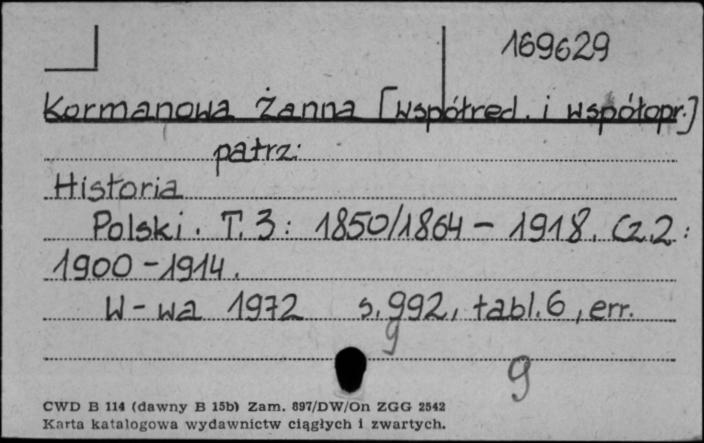 169629
Kormanowa Żanna [współred. i współopr.]
patrz:
Historia
Polski. T. 3: 1850/1864 - 1918. Cz. 2:
1900 - 1914.
W-wa 1972 s. 992, tabl. 6, err.
9
9
CWD B 114 (dawny B 15b) Zam. 897/DW/On ZGG 2542
Karta katalogowa wydawnictw ciągłych i zwartych.